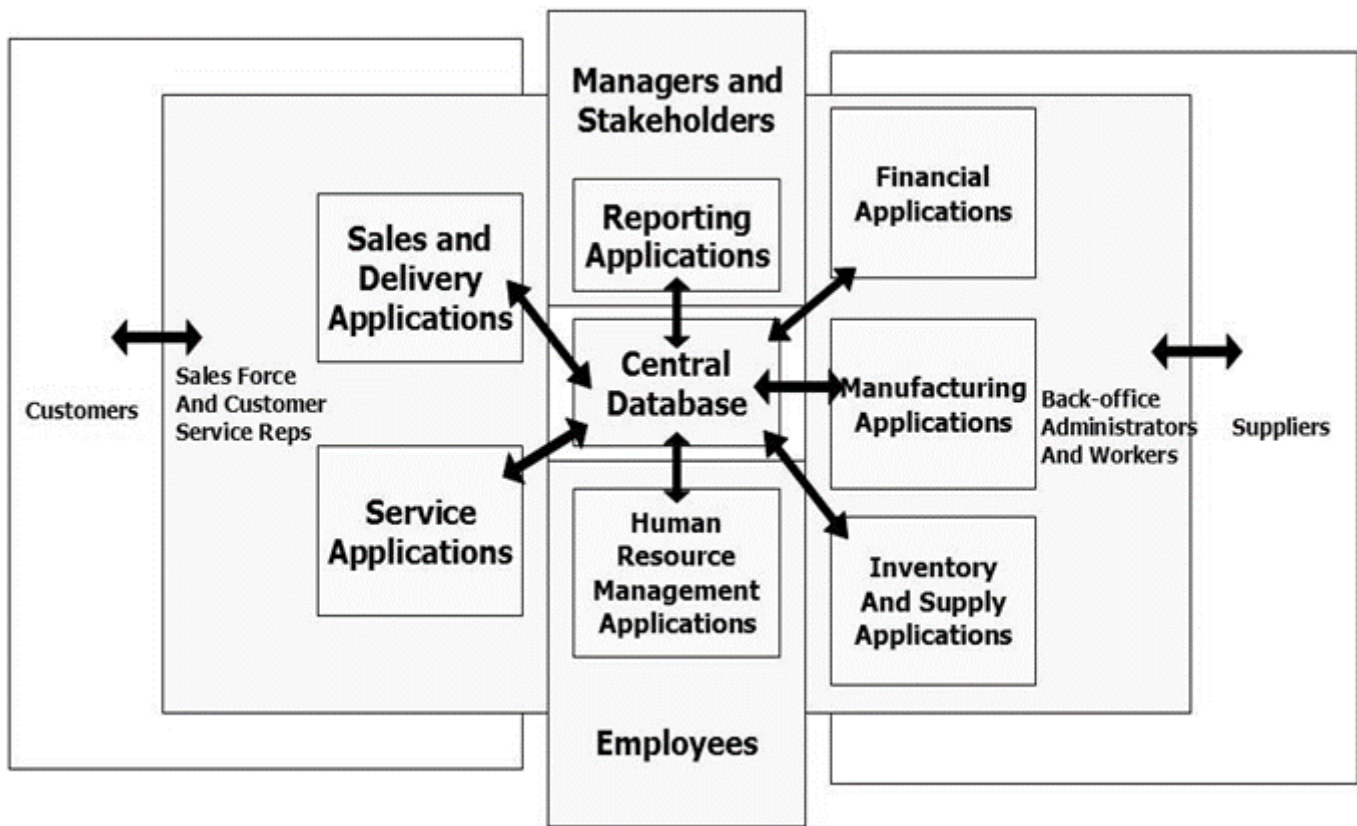 Managers and
Stakeholders
Reporting
Applications
Financial
Applications
Sales and
Delivery
Applications
Central
Database
Manufacturing
Applications
Customers
Sales Force
And Customer
Service Reps
Back-office
Administrators
And Workers
Suppliers
Service
Applications
Human
Resource
Management
Applications
Inventory
And Supply
Applications
Employees